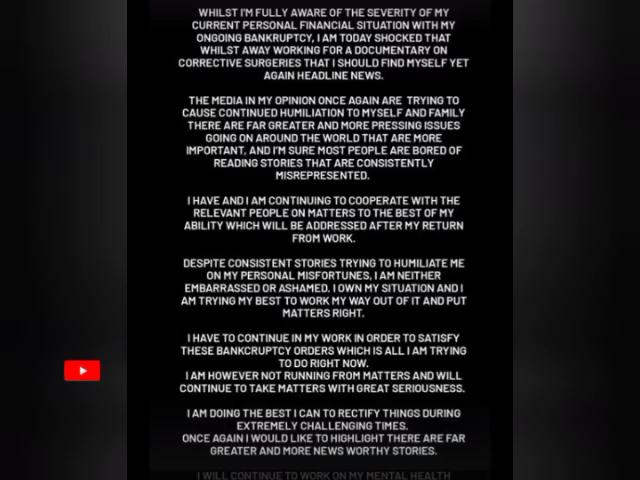 WHILST I'M FULLY AWARE OF THE SEVERITY OF MY
CURRENT PERSONAL FINANCIAL SITUATION WITH MY
ONGOING BANKRUPTCY, I AM TODAY SHOCKED THAT
WHILST AWAY WORKING FOR A DOCUMENTARY ON
CORRECTIVE SURGERIES THAT I SHOULD FIND MYSELF YET
AGAIN HEADLINE NEWS.
THE MEDIA IN MY OPINION ONCE AGAIN ARE TRYING TO
CAUSE CONTINUED HUMILIATION TO MYSELF AND FAMILY
THERE ARE FAR GREATER AND MORE PRESSING ISSUES
GOING ON AROUND THE WORLD THAT ARE MORE
IMPORTANT, AND I'M SURE MOST PEOPLE ARE BORED OF
READING STORIES THAT ARE CONSISTENTLY
MISREPRESENTED.
I HAVE AND I AM CONTINUING TO COOPERATE WITH THE
RELEVANT PEOPLE ON MATTERS TO THE BEST OF MY
ABILITY WHICH WILL BE ADDRESSED AFTER MY RETURN
FROM WORK.
DESPITE CONSISTENT STORIES TRYING TO HUMILIATE ME
ON MY PERSONAL MISFORTUNES, I AM NEITHER
EMBARRASSED OR ASHAMED. I OWN MY SITUATION AND I
AM TRYING MY BEST TO WORK MY WAY OUT OF IT AND PUT
MATTERS RIGHT.
I HAVE TO CONTINUE IN MY WORK IN ORDER TO SATISFY
THESE BANKRUPTCY ORDERS WHICH IS ALL I AM TRYING
TO DO RIGHT NOW.
I AM HOWEVER NOT RUNNING FROM MATTERS AND WILL
CONTINUE TO TAKE MATTERS WITH GREAT SERIOUSNESS.
I AM DOING THE BEST I CAN TO RECTIFY THINGS DURING
EXTREMELY CHALLENGING TIMES.
ONCE AGAIN I WOULD LIKE TO HIGHLIGHT THERE ARE FAR
GREATER AND MORE NEWS WORTHY STORIES.
I WILL CONTINUE TO WORK ON MY MENTAL HEALTH